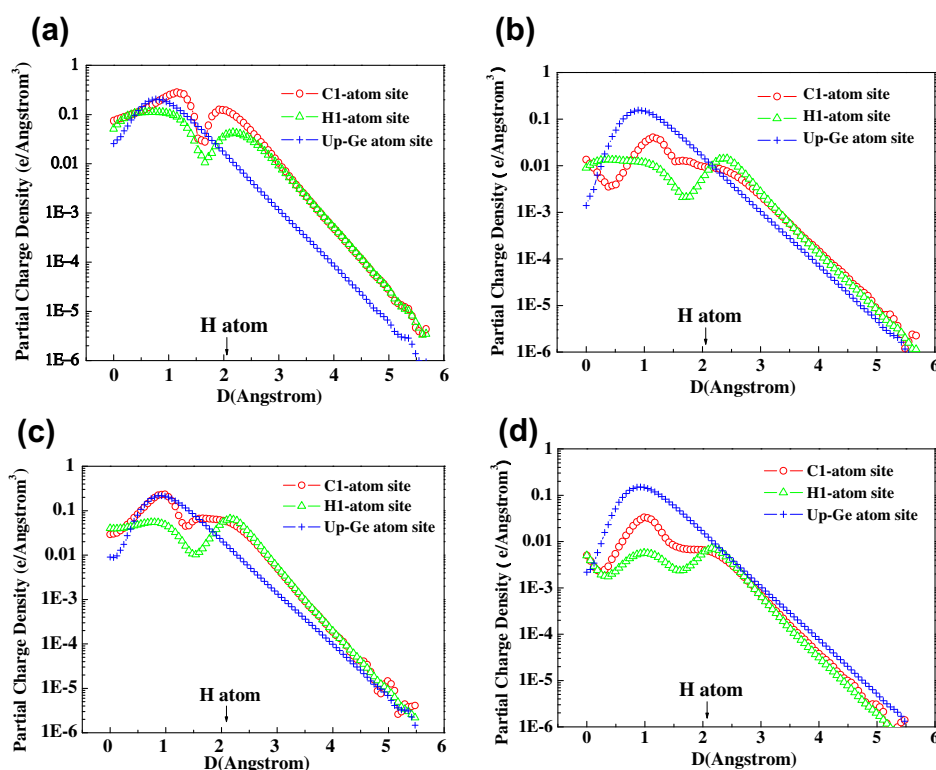 (a)
Partial Charge Density (e/Angstrom³)
1
0.1
0.01
1E–3
1E-4
1E-5
1E-6
C1-atom site
H1-atom site
Up-Ge atom site
H atom
0 1 2 3 4 5 6
D(Angstrom)
(b)
Partial Charge Density ( e/Angstrom³)
1
0.1
0.01
1E-3
1E-4
1E-5
1E-6
C1-atom site
H1-atom site
Up-Ge atom site
H atom
0 1 2 3 4 5 6
D(Angstrom)
(c)
Partial Charge Density (e/Angstrom³)
1
0.1
0.01
1E-3
1E-4
1E-5
1E-6
C1-atom site
H1-atom site
Up-Ge atom site
H atom
0 1 2 3 4 5 6
D(Angstrom)
(d)
Partial Charge Density ( e/Angstrom³)
1
0.1
0.01
1E-3
1E-4
1E-5
1E-6
C1-atom site
H1-atom site
Up-Ge atom site
H atom
0 1 2 3 4 5 6
D(Angstrom)